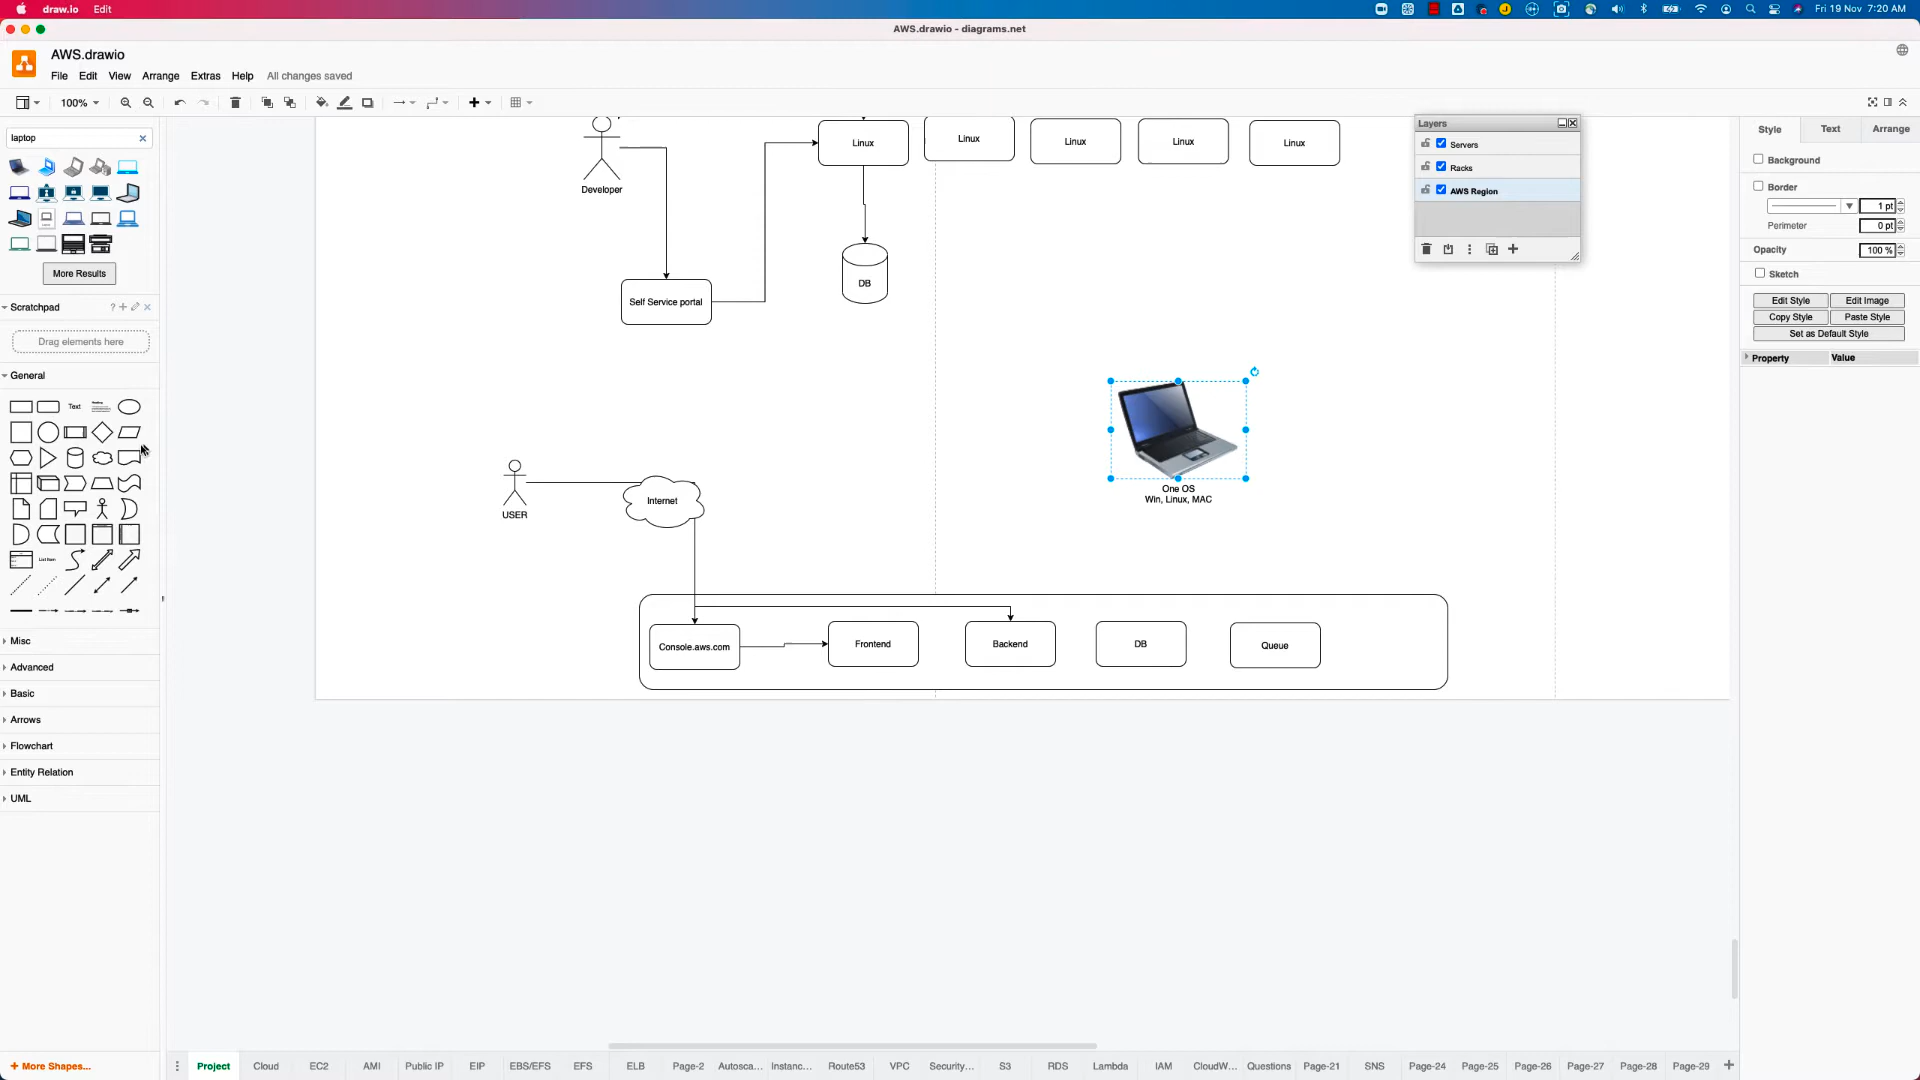 draw.io Edit
Fri 19 Nov 7:20 AM
AWS.drawio - diagrams.net
AWS.drawio
File Edit View Arrange Extras Help All changes saved
100%
laptop
More Results
Scratchpad
Drag elements here
General
Text
List Item
Misc
Advanced
Basic
Arrows
Flowchart
Entity Relation
UML
More Shapes...
Developer
Linux
Linux
Linux
Linux
Linux
Self Service portal
DB
USER
Internet
One OS
Win, Linux, MAC
Console.aws.com
Frontend
Backend
DB
Queue
Layers
Servers
Racks
AWS Region
Style Text Arrange
Background
Border
1 pt
Perimeter 0 pt
Opacity 100 %
Sketch
Edit Style Edit Image
Copy Style Paste Style
Set as Default Style
Property Value
Project Cloud EC2 AMI Public IP EIP EBS/EFS EFS ELB Page-2 Autosca... Instanc... Route53 VPC Security... S3 RDS Lambda IAM CloudW... Questions Page-21 SNS Page-24 Page-25 Page-26 Page-27 Page-28 Page-29